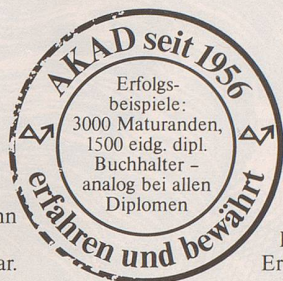 AKAD seit 1956
Erfolgs-
beispiele:
3000 Maturanden,
1500 eidg. dipl.
Buchhalter –
analog bei allen
Diplomen
erfahren und bewährt